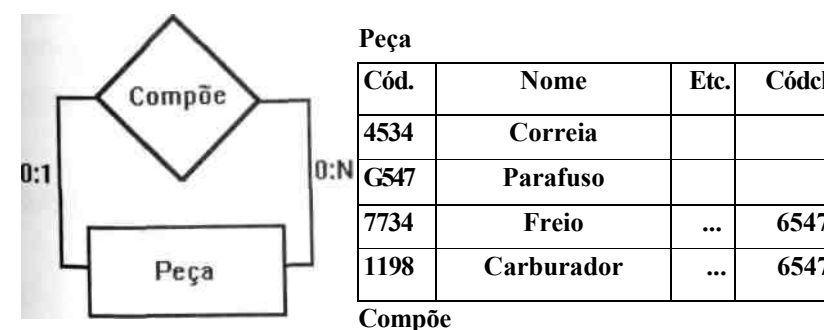 Compõe
0:1
0:N
Peça
Peça
Cód. Nome Etc.
4534 Correia
G547 Parafuso
7734 Freio ... 6547
1198 Carburador ... 6547
Compõe